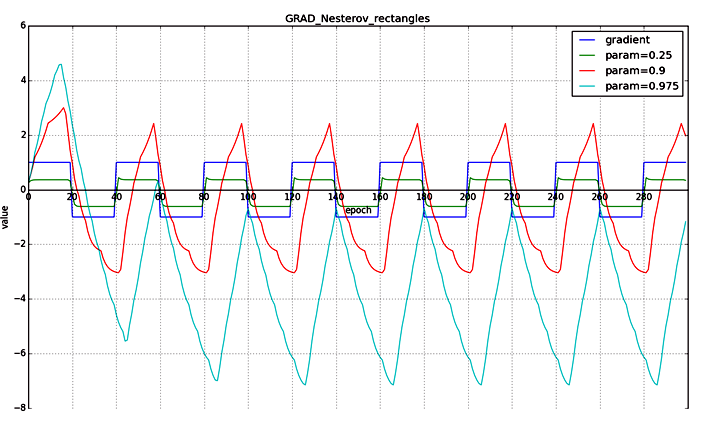 GRAD_Nesterov_rectangles
6
4
2
0
−2
−4
−6
−8
value
0 20 40 60 80 100 120 140 160 180 200 220 240 260 280
epoch
gradient
param=0.25
param=0.9
param=0.975